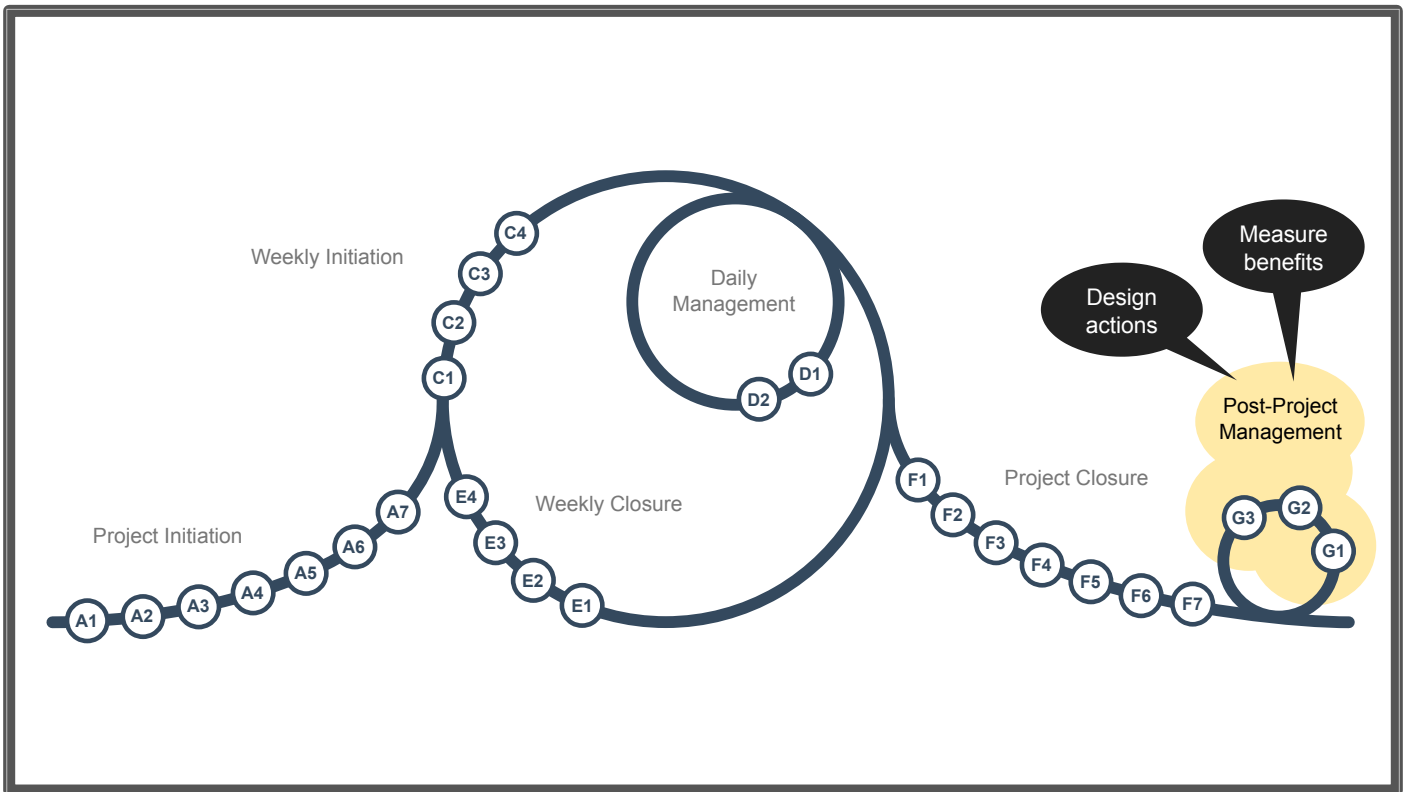 Measure
benefits
Design
actions
Weekly Initiation
C4
C3
C2
C1
Daily
Management
D1
D2
Post-Project
Management
Project Initiation
A1
A2
A3
A4
A5
A6
A7
Weekly Closure
E4
E3
E2
E1
Project Closure
F1
F2
F3
F4
F5
F6
F7
G3
G2
G1